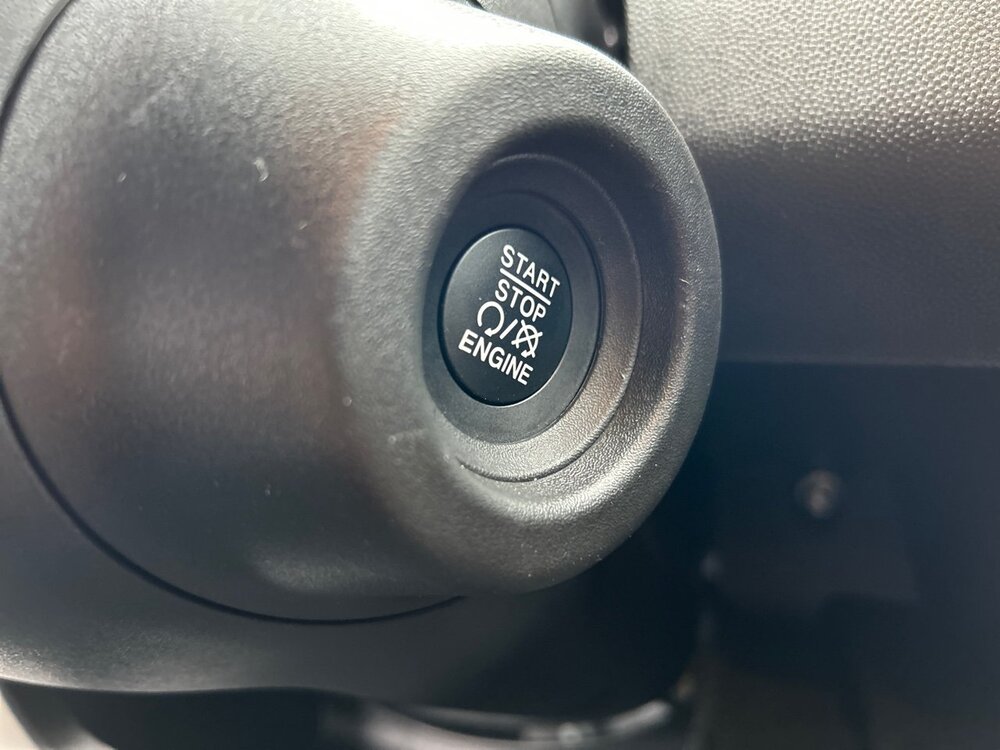 START
STOP
/
ENGINE